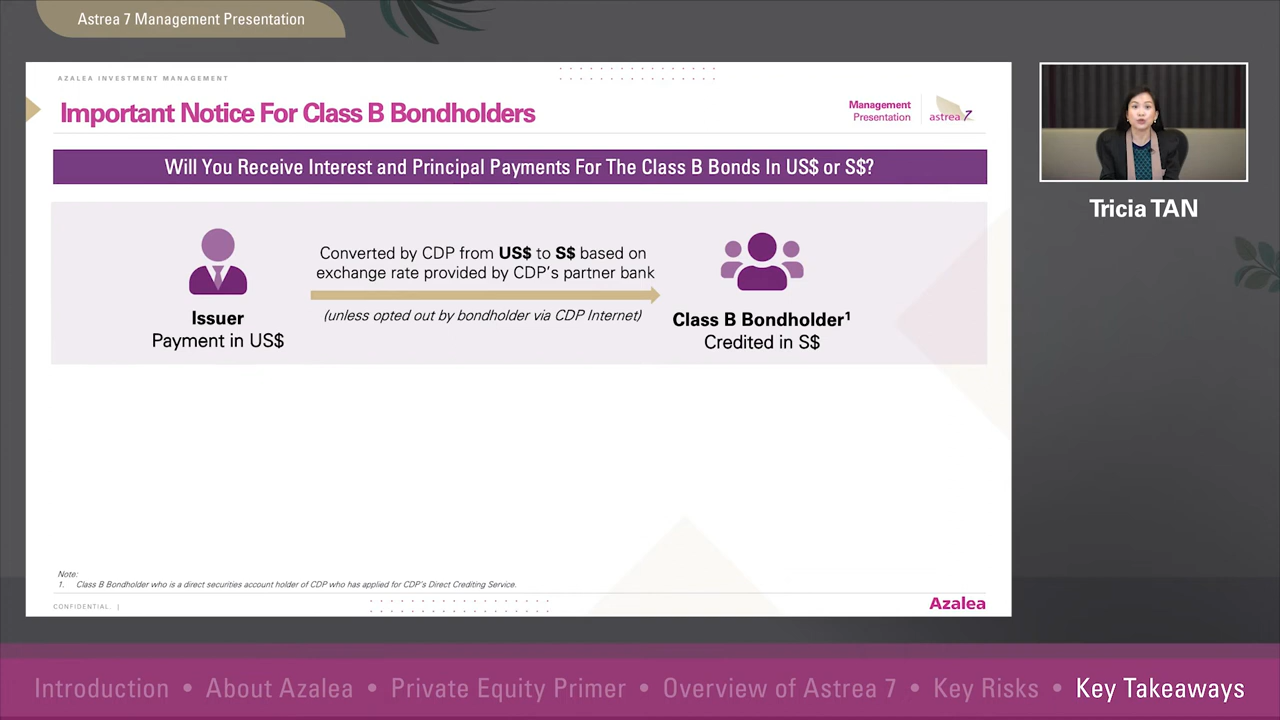 Astrea 7 Management Presentation
AZALEA INVESTMENT MANAGEMENT
Important Notice For Class B Bondholders
Management
Presentation
astrea 7
Will You Receive Interest and Principal Payments For The Class B Bonds In US$ or S$?
Converted by CDP from US$ to S$ based on
exchange rate provided by CDP's partner bank
(unless opted out by bondholder via CDP Internet)
Issuer
Payment in US$
Class B Bondholder¹
Credited in S$
Tricia TAN
Note:
1. Class B Bondholder who is a direct securities account holder of CDP who has applied for CDP's Direct Crediting Service.
CONFIDENTIAL. |
Azalea
Introduction • About Azalea • Private Equity Primer • Overview of Astrea 7 • Key Risks • Key Takeaways